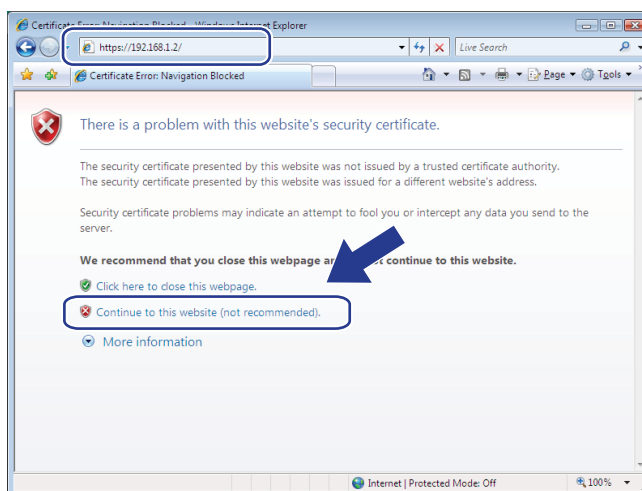 Certificate Error: Navigation Blocked - Windows Internet Explorer
https://192.168.1.2/
Live Search
Certificate Error: Navigation Blocked
Page
Tools
There is a problem with this website's security certificate.
The security certificate presented by this website was not issued by a trusted certificate authority.
The security certificate presented by this website was issued for a different website's address.
Security certificate problems may indicate an attempt to fool you or intercept any data you send to the
server.
We recommend that you close this webpage and continue to this website.
Click here to close this webpage.
Continue to this website (not recommended).
More information
Internet | Protected Mode: Off
100%